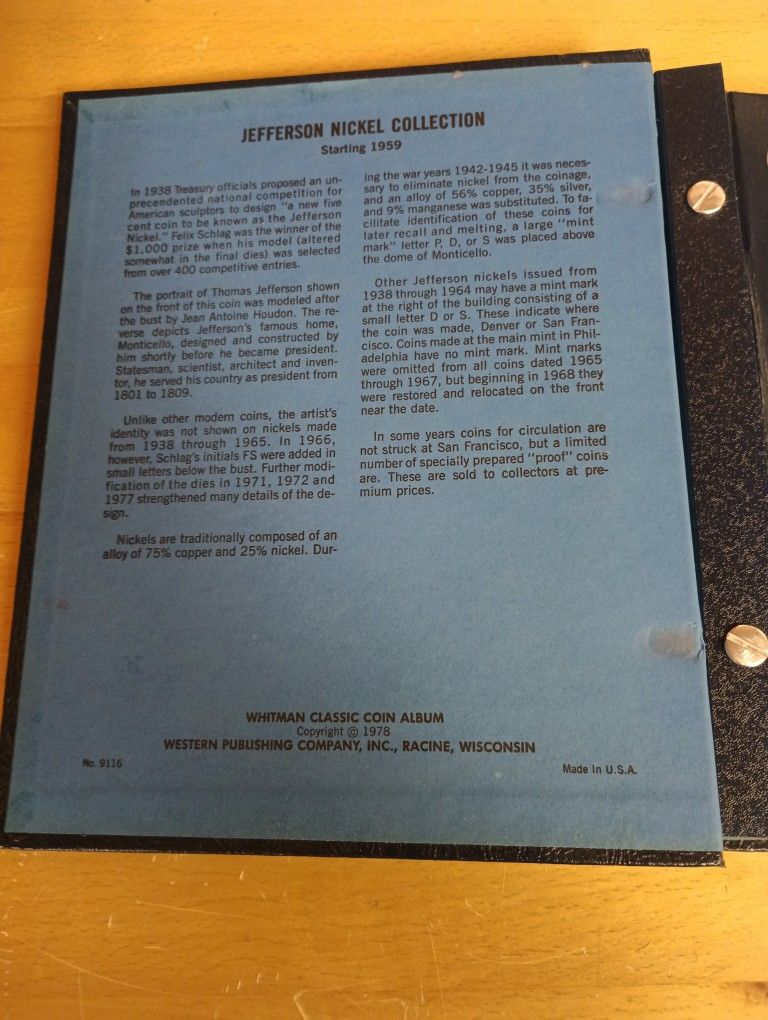 JEFFERSON NICKEL COLLECTION
Starting 1959
In 1938 Treasury officials proposed an un-
precendented national competition for
American sculptors to design "a new five
cent coin to be known as the Jefferson
Nickel." Felix Schlag was the winner of the
$1,000 prize when his model (altered
somewhat in the final dies) was selected
from over 400 competitive entries.
The portrait of Thomas Jefferson shown
on the front of this coin was modeled after
the bust by Jean Antoine Houdon. The re-
verse depicts Jefferson's famous home,
Monticello, designed and constructed by
him shortly before he became president.
Statesman, scientist, architect and inven-
tor, he served his country as president from
1801 to 1809.
Unlike other modern coins, the artist's
identity was not shown on nickels made
from 1938 through 1965. In 1966,
however, Schlag's initials FS were added in
small letters below the bust. Further modi-
fication of the dies in 1971, 1972 and
1977 strengthened many details of the de-
sign.
Nickels are traditionally composed of an
alloy of 75% copper and 25% nickel. Dur-
ing the war years 1942-1945 it was neces-
sary to eliminate nickel from the coinage,
and an alloy of 56% copper, 35% silver,
and 9% manganese was substituted. To fa-
cilitate identification of these coins for
later recall and melting, a large "mint
mark" letter P, D, or S was placed above
the dome of Monticello.
Other Jefferson nickels issued from
1938 through 1964 may have a mint mark
at the right of the building consisting of a
small letter D or S. These indicate where
the coin was made, Denver or San Fran-
cisco. Coins made at the main mint in Phil-
adelphia have no mint mark. Mint marks
were omitted from all coins dated 1965
through 1967, but beginning in 1968 they
were restored and relocated on the front
near the date.
In some years coins for circulation are
not struck at San Francisco, but a limited
number of specially prepared "proof" coins
are. These are sold to collectors at pre-
mium prices.
WHITMAN CLASSIC COIN ALBUM
Copyright © 1978
WESTERN PUBLISHING COMPANY, INC., RACINE, WISCONSIN
No. 9116
Made in U.S.A.